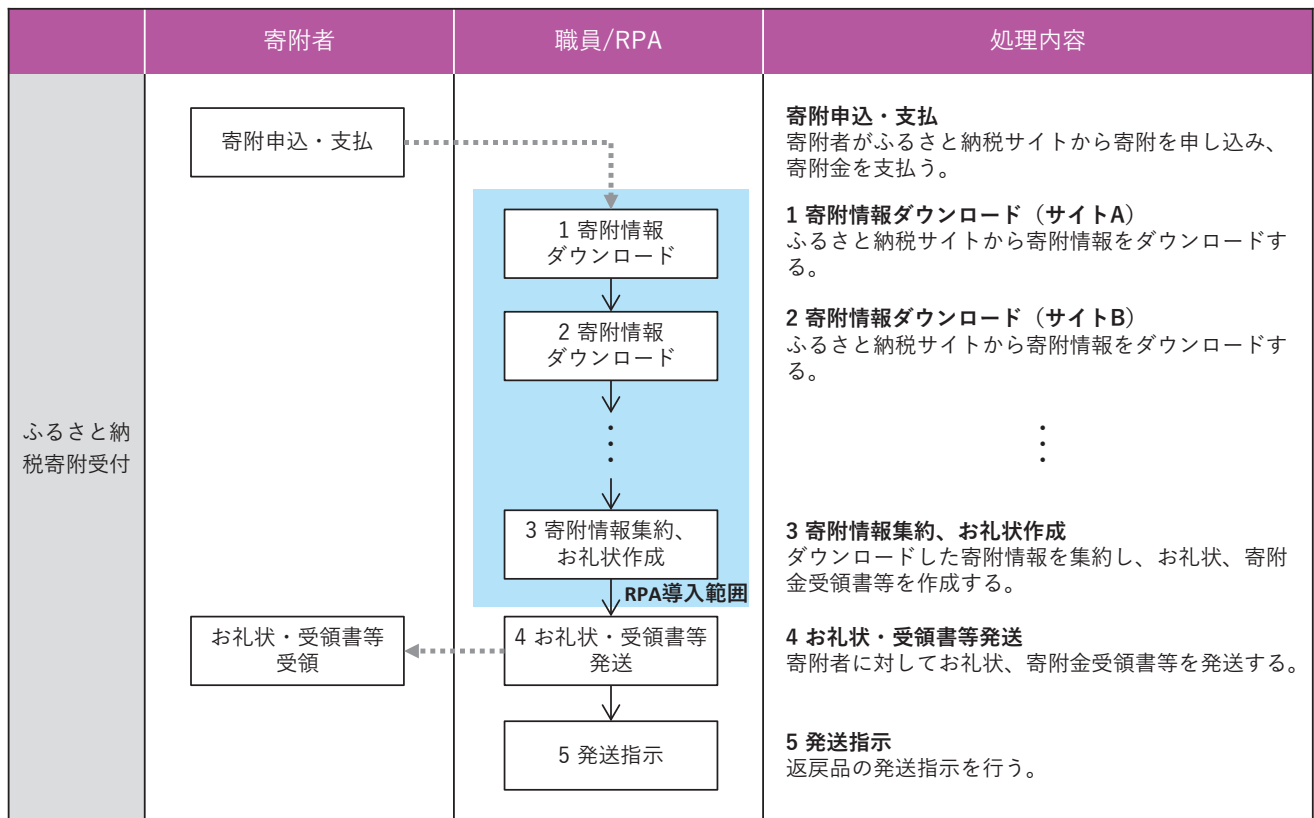 寄附者
職員/RPA
処理内容
ふるさと納
税寄附受付
寄附申込・支払
寄附申込・支払
寄附者がふるさと納税サイトから寄附を申し込み、
寄附金を支払う。
1 寄附情報
ダウンロード
1 寄附情報ダウンロード（サイトA）
ふるさと納税サイトから寄附情報をダウンロードす
る。
2 寄附情報
ダウンロード
2 寄附情報ダウンロード（サイトB）
ふるさと納税サイトから寄附情報をダウンロードす
る。
3 寄附情報集約、
お礼状作成
RPA導入範囲
3 寄附情報集約、お礼状作成
ダウンロードした寄附情報を集約し、お礼状、寄附
金受領書等を作成する。
お礼状・受領書等
受領
4 お礼状・受領書等
発送
4 お礼状・受領書等発送
寄附者に対してお礼状、寄附金受領書等を発送する。
5 発送指示
5 発送指示
返戻品の発送指示を行う。